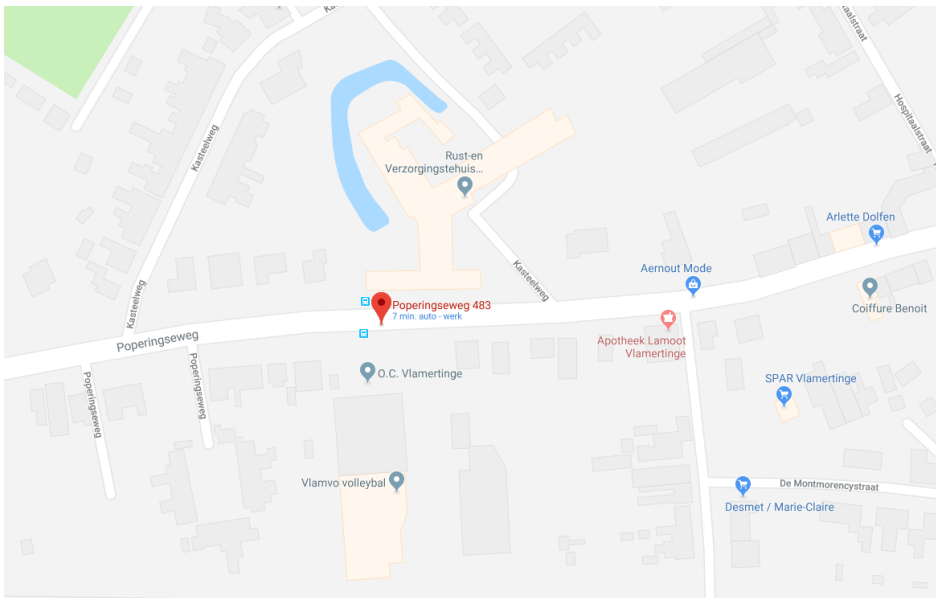 Hospitaalstraat
Hospitaalstraat
Kasteelweg
Rust-en
Verzorgingstehuis...
Arlette Dolfen
Kasteelweg
Aernout Mode
Kasteelweg
Poperingseweg 483
7 min. auto - werk
Coiffure Benoit
Poperingseweg
Apotheek Lamoot
Vlamertinge
O.C. Vlamertinge
SPAR Vlamertinge
Poperingseweg
Poperingseweg
Vlamvo volleybal
De Montmorencystraat
Desmet / Marie-Claire